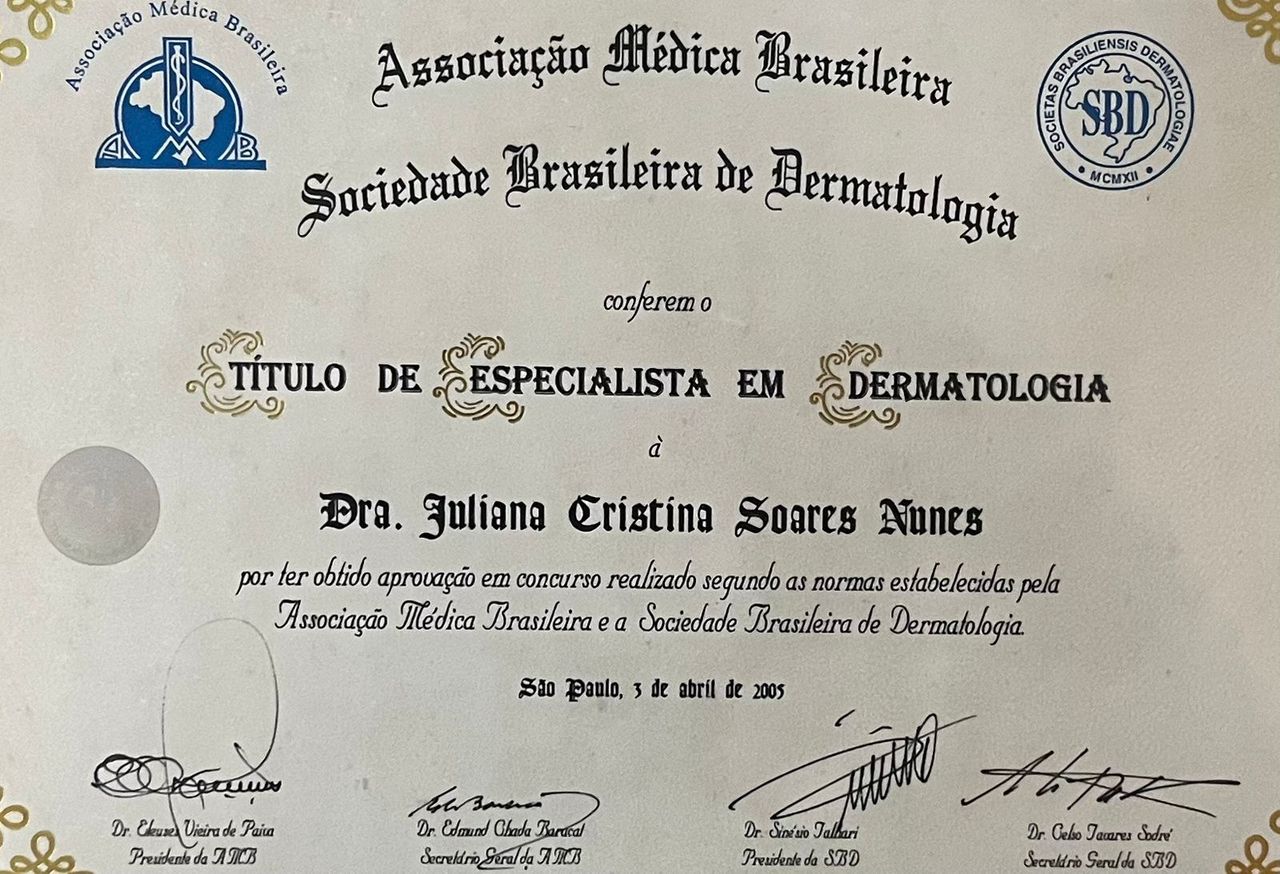 Associação Médica Brasileira
Associação Médica Brasileira
AMB
SOCIETAS BRASILIENSIS DERMATOLOGIAE
SBD
MCMXII
Sociedade Brasileira de Dermatologia
conferem o
TÍTULO DE ESPECIALISTA EM DERMATOLOGIA
à
Dra. Juliana Cristina Soares Nunes
por ter obtido aprovação em concurso realizado segundo as normas estabelecidas pela
Associação Médica Brasileira e a Sociedade Brasileira de Dermatologia.
São Paulo, 3 de abril de 2005
Dr. Eleuses Vieira de Paiva
Presidente da AMB
Dr. Edmund Chada Baracat
Secretário Geral da AMB
Dr. Sinésio Talhari
Presidente da SBD
Dr. Celso Tavares Sodré
Secretário Geral da SBD